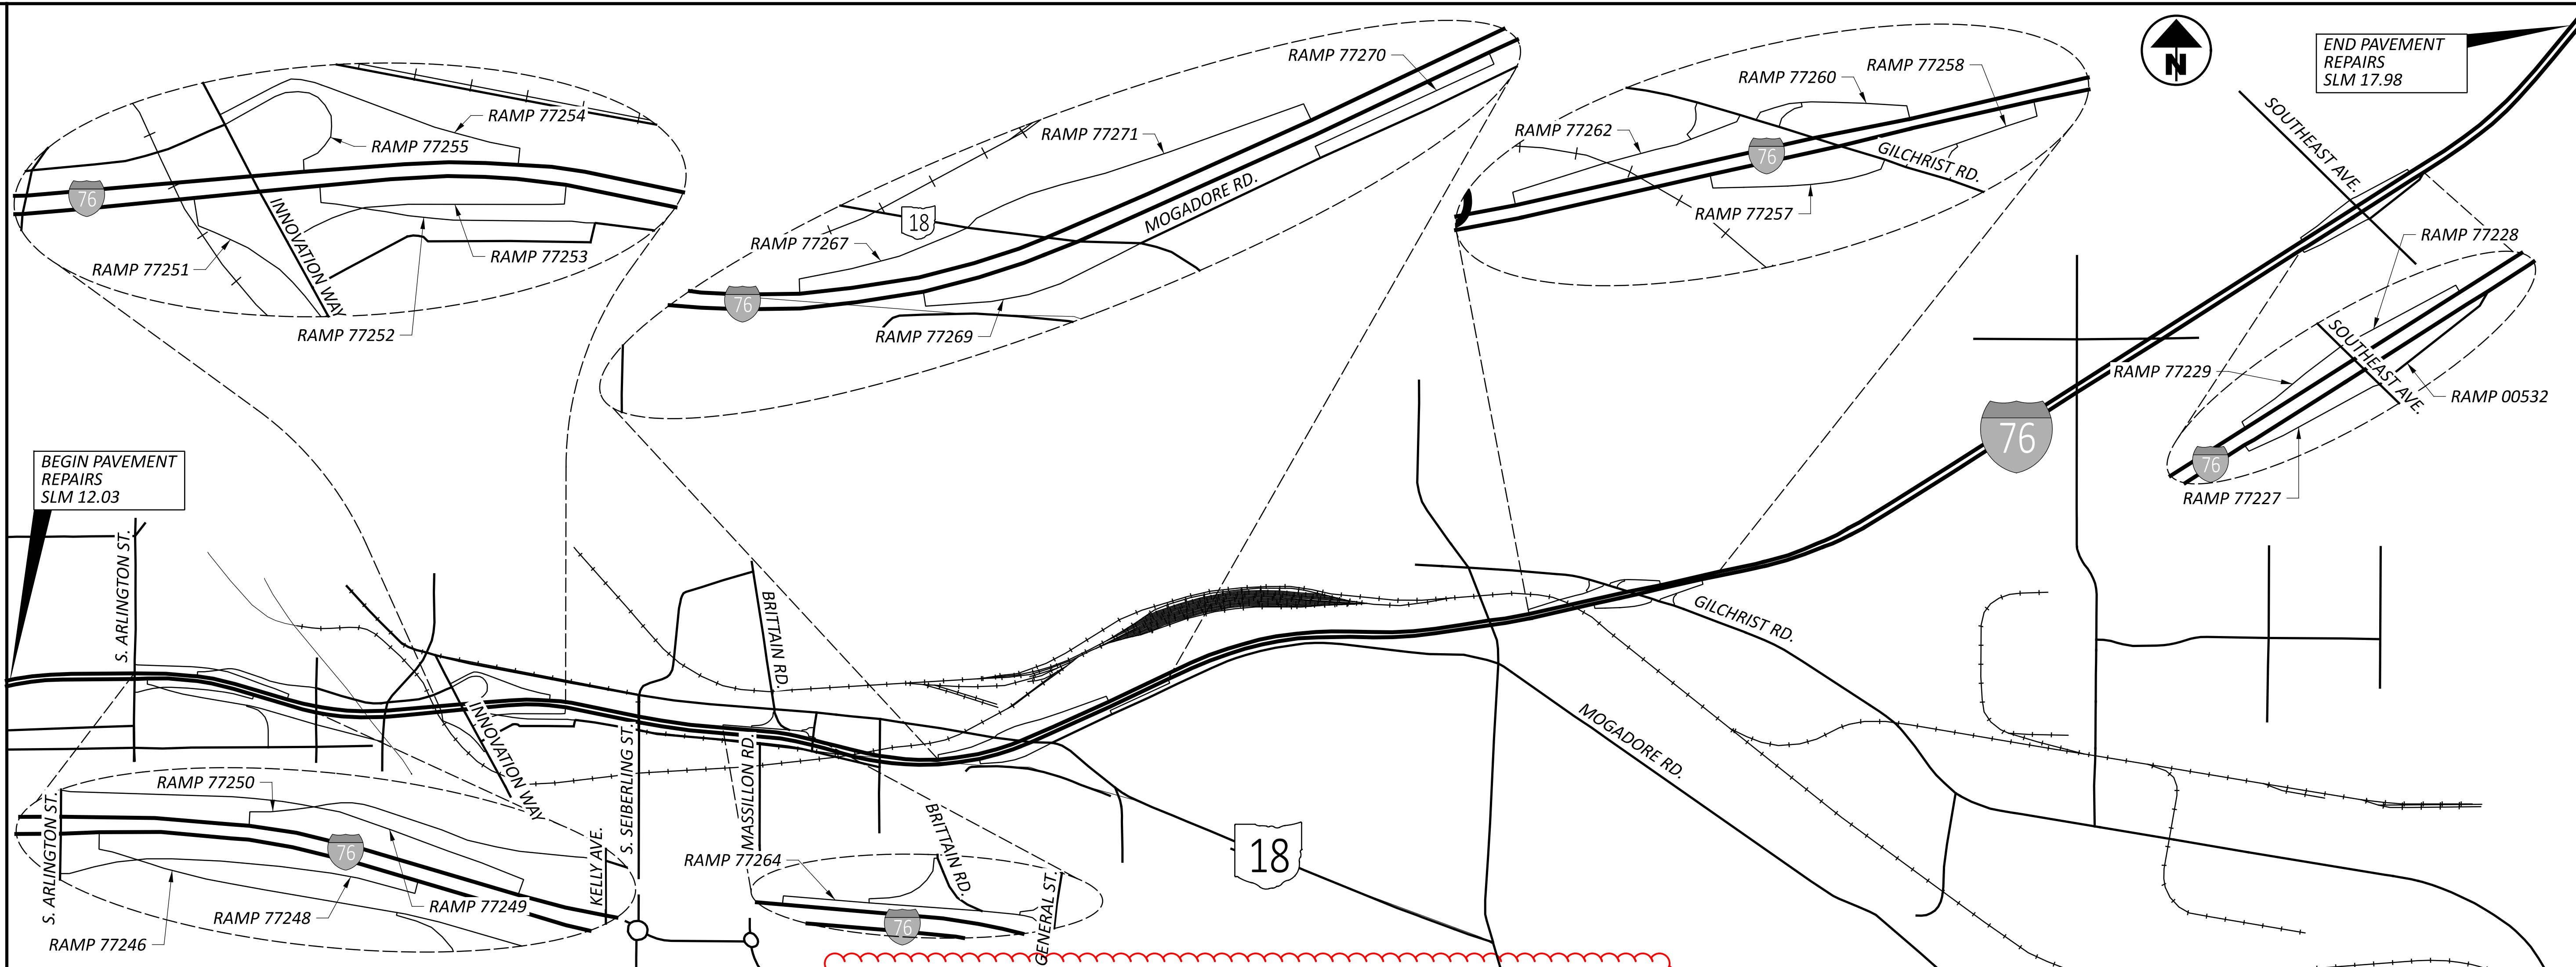 RAMP 77254
RAMP 77255
76
INNOVATION WAY
RAMP 77251
RAMP 77253
RAMP 77252
RAMP 77270
RAMP 77271
MOGADORE RD.
18
RAMP 77267
76
RAMP 77269
RAMP 77260
RAMP 77258
RAMP 77262
76
GILCHRIST RD.
RAMP 77257
N
END PAVEMENT
REPAIRS
SLM 17.98
SOUTHEAST AVE.
RAMP 77228
SOUTHEAST AVE.
RAMP 77229
RAMP 00532
76
RAMP 77227
76
BEGIN PAVEMENT
REPAIRS
SLM 12.03
S. ARLINGTON ST.
BRITTAIN RD.
GILCHRIST RD.
INNOVATION WAY
S. SEIBERLING ST.
MASSILLON RD.
MOGADORE RD.
RAMP 77250
S. ARLINGTON ST.
76
KELLY AVE.
RAMP 77249
RAMP 77248
RAMP 77246
RAMP 77264
BRITTAIN RD.
76
GENERAL ST.
18